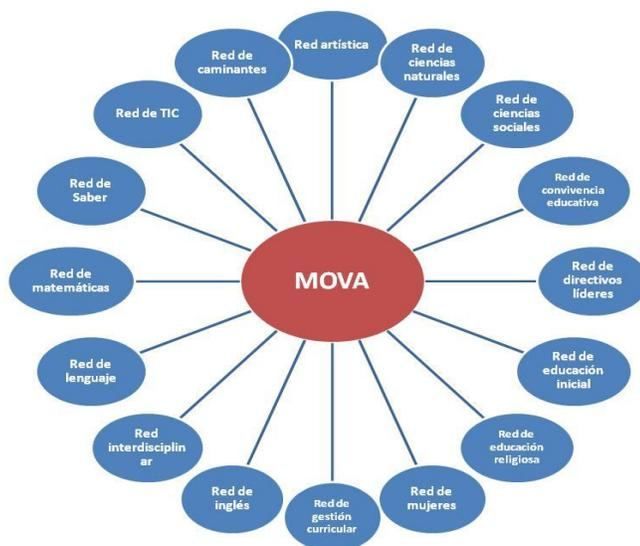 Red artística
Red de
ciencias
naturales
Red de
ciencias
sociales
Red de
convivencia
educativa
Red de
directivos
líderes
Red de
educación
inicial
Red de
educación
religiosa
Red de
mujeres
Red de
gestión
curricular
Red de
inglés
Red
interdisciplin
ar
Red de
lenguaje
Red de
matemáticas
Red de
Saber
Red de TIC
Red de
caminantes
MOVA